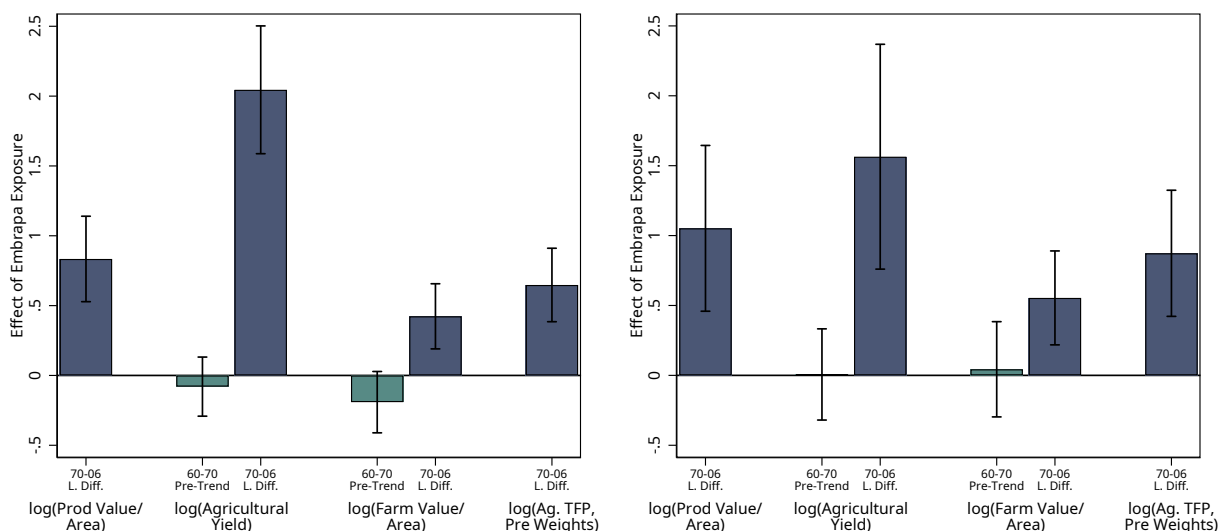 Effect of Embrapa Exposure
2.5
2
1.5
1
.5
0
-.5
70-06
L. Diff.
60-70
Pre-Trend
70-06
L. Diff.
60-70
Pre-Trend
70-06
L. Diff.
70-06
L. Diff.
log(Prod Value/
Area)
log(Agricultural
Yield)
log(Farm Value/
Area)
log(Ag. TFP,
Pre Weights)
Effect of Embrapa Exposure
2.5
2
1.5
1
.5
0
-.5
70-06
L. Diff.
60-70
Pre-Trend
70-06
L. Diff.
60-70
Pre-Trend
70-06
L. Diff.
70-06
L. Diff.
log(Prod Value/
Area)
log(Agricultural
Yield)
log(Farm Value/
Area)
log(Ag. TFP,
Pre Weights)